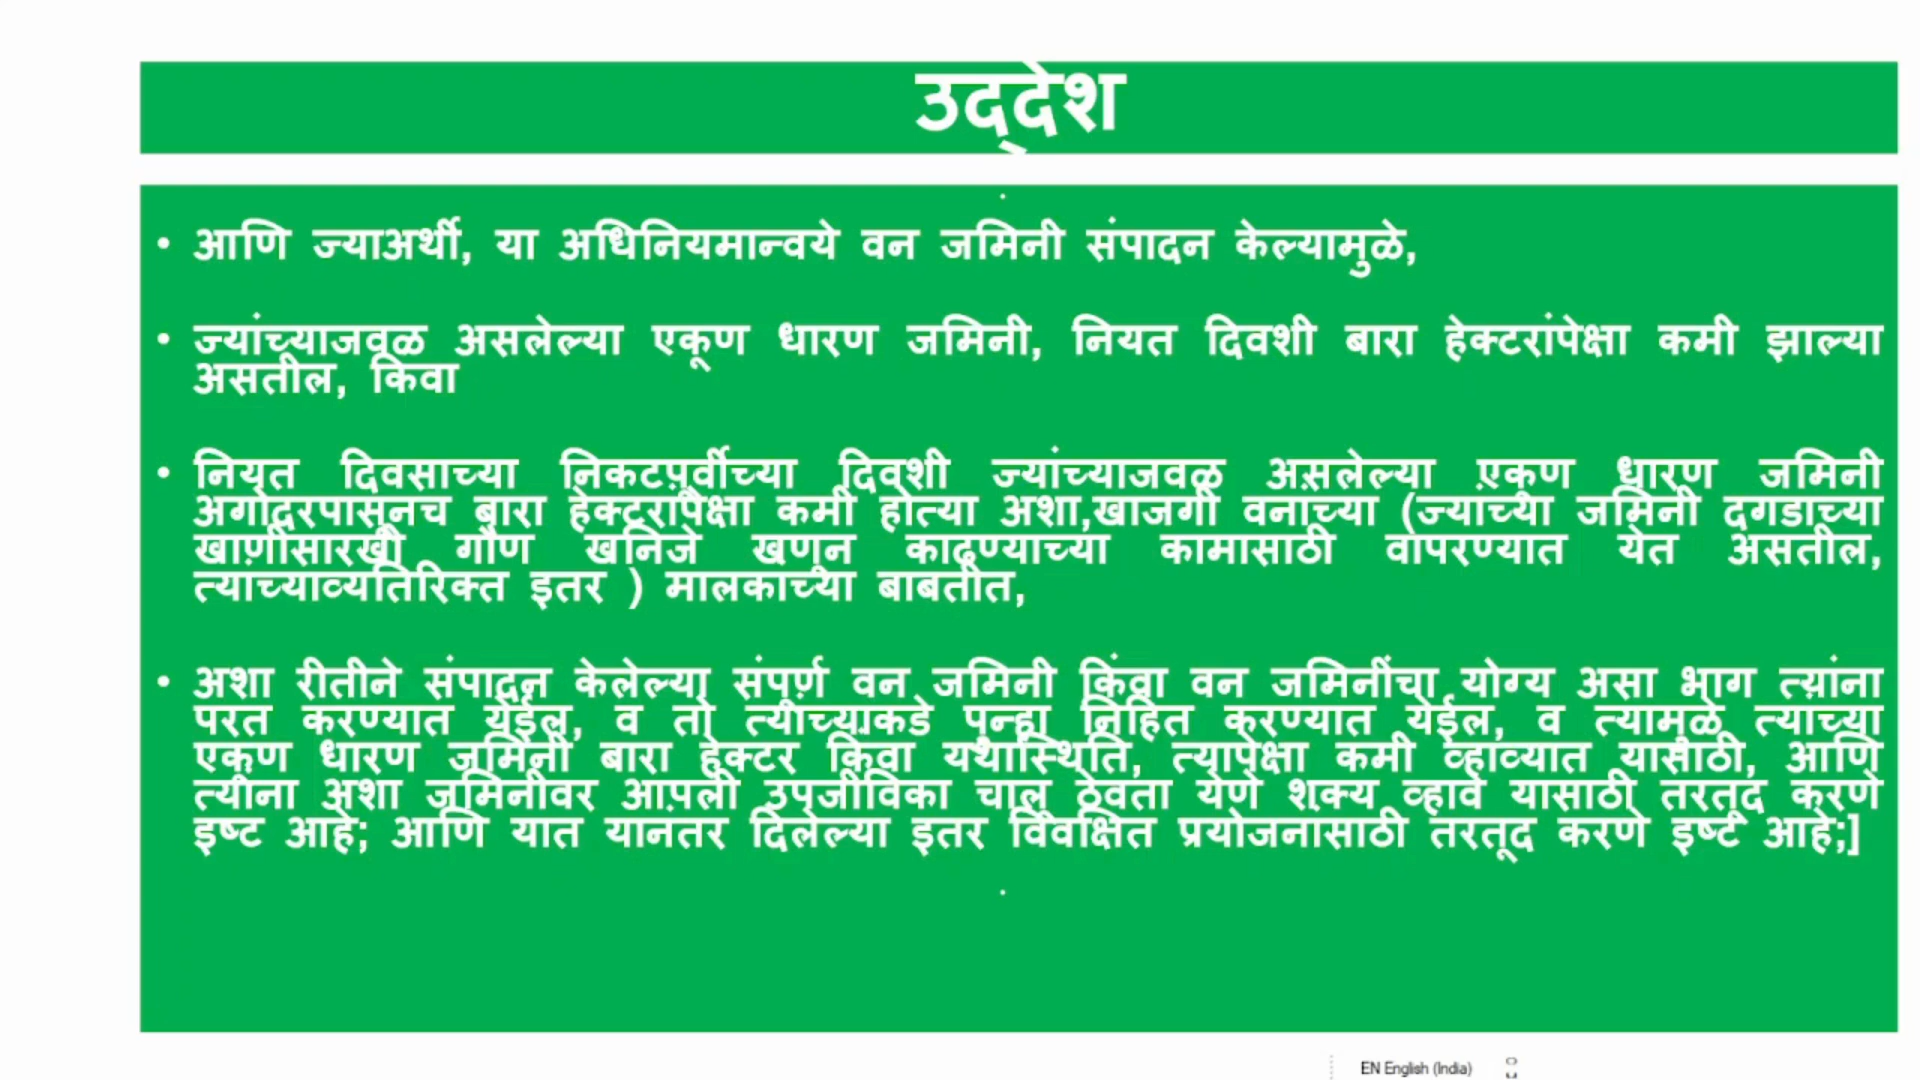 उद्देश
आणि ज्याअर्थी, या अधिनियमान्वये वन जमिनी संपादन केल्यामुळे,
ज्यांच्याजवळ असलेल्या एकूण धारण जमिनी, नियत दिवशी बारा हेक्टरांपेक्षा कमी झाल्या
असतील, किंवा
नियत दिवसाच्या निकटपूर्वीच्या दिवशी ज्यांच्याजवळ असलेल्या एकूण धारण जमिनी
अगोदरपासूनच बारा हेक्टरांपेक्षा कमी होत्या अशा,खाजगी वनांच्या (ज्यांच्या जमिनी दगडाच्या
खाणीसारखी गौण खनिजे खणून काढण्याच्या कामासाठी वापरण्यात येत असतील,
त्यांच्याव्यतिरिक्त इतर ) मालकांच्या बाबतीत,
अशा रीतीने संपादन केलेल्या संपूर्ण वन जमिनी किंवा वन जमिनींचा योग्य असा भाग त्यांना
परत करण्यात येईल, व तो त्यांच्याकडे पुन्हा निहित करण्यात येईल, व त्यामुळे त्यांच्या
एकूण धारण जमिनी बारा हेक्टर किंवा यथास्थिति, त्यापेक्षा कमी व्हाव्यात यासाठी, आणि
त्यांना अशा जमिनीवर आपली उपजीविका चालू ठेवता येणे शक्य व्हावे यासाठी तरतूद करणे
इष्ट आहे; आणि यात यानंतर दिलेल्या इतर विवक्षित प्रयोजनांसाठी तरतूद करणे इष्ट आहे;]
EN English (India)